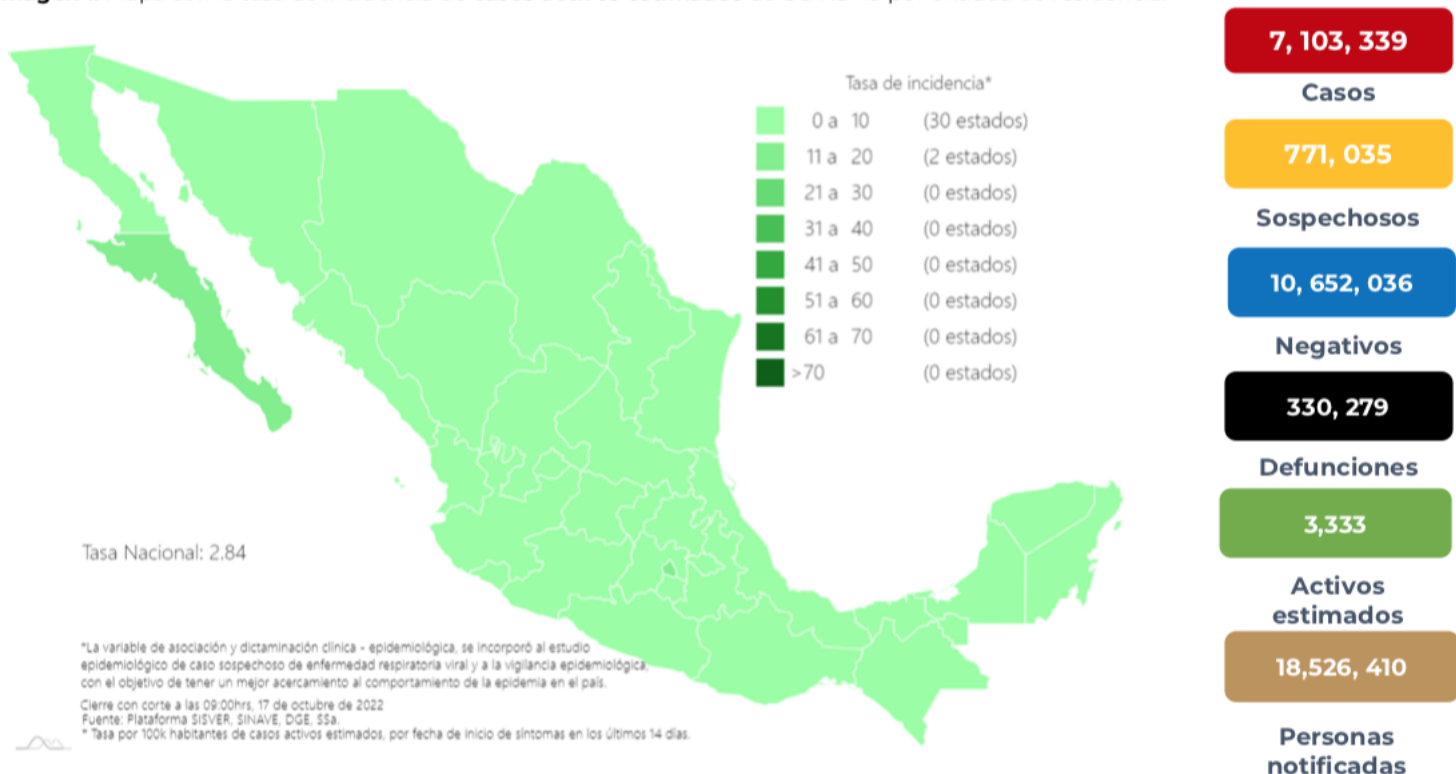 Tasa de incidencia*
0 a 10 (30 estados)
11 a 20 (2 estados)
21 a 30 (0 estados)
31 a 40 (0 estados)
41 a 50 (0 estados)
51 a 60 (0 estados)
61 a 70 (0 estados)
>70 (0 estados)
Tasa Nacional: 2.84
*La variable de asociación y dictaminación clínica - epidemiológica, se incorporó al estudio
epidemiológico de caso sospechoso de enfermedad respiratoria viral y a la vigilancia epidemiológica,
con el objetivo de tener un mejor acercamiento al comportamiento de la epidemia en el país.
Cierre con corte a las 09:00hrs, 17 de octubre de 2022
Fuente: Plataforma SISVER, SINAVE, DGE, SSa.
* Tasa por 100k habitantes de casos activos estimados, por fecha de inicio de síntomas en los últimos 14 días.
7, 103, 339
Casos
771, 035
Sospechosos
10, 652, 036
Negativos
330, 279
Defunciones
3,333
Activos
estimados
18,526, 410
Personas
notificadas